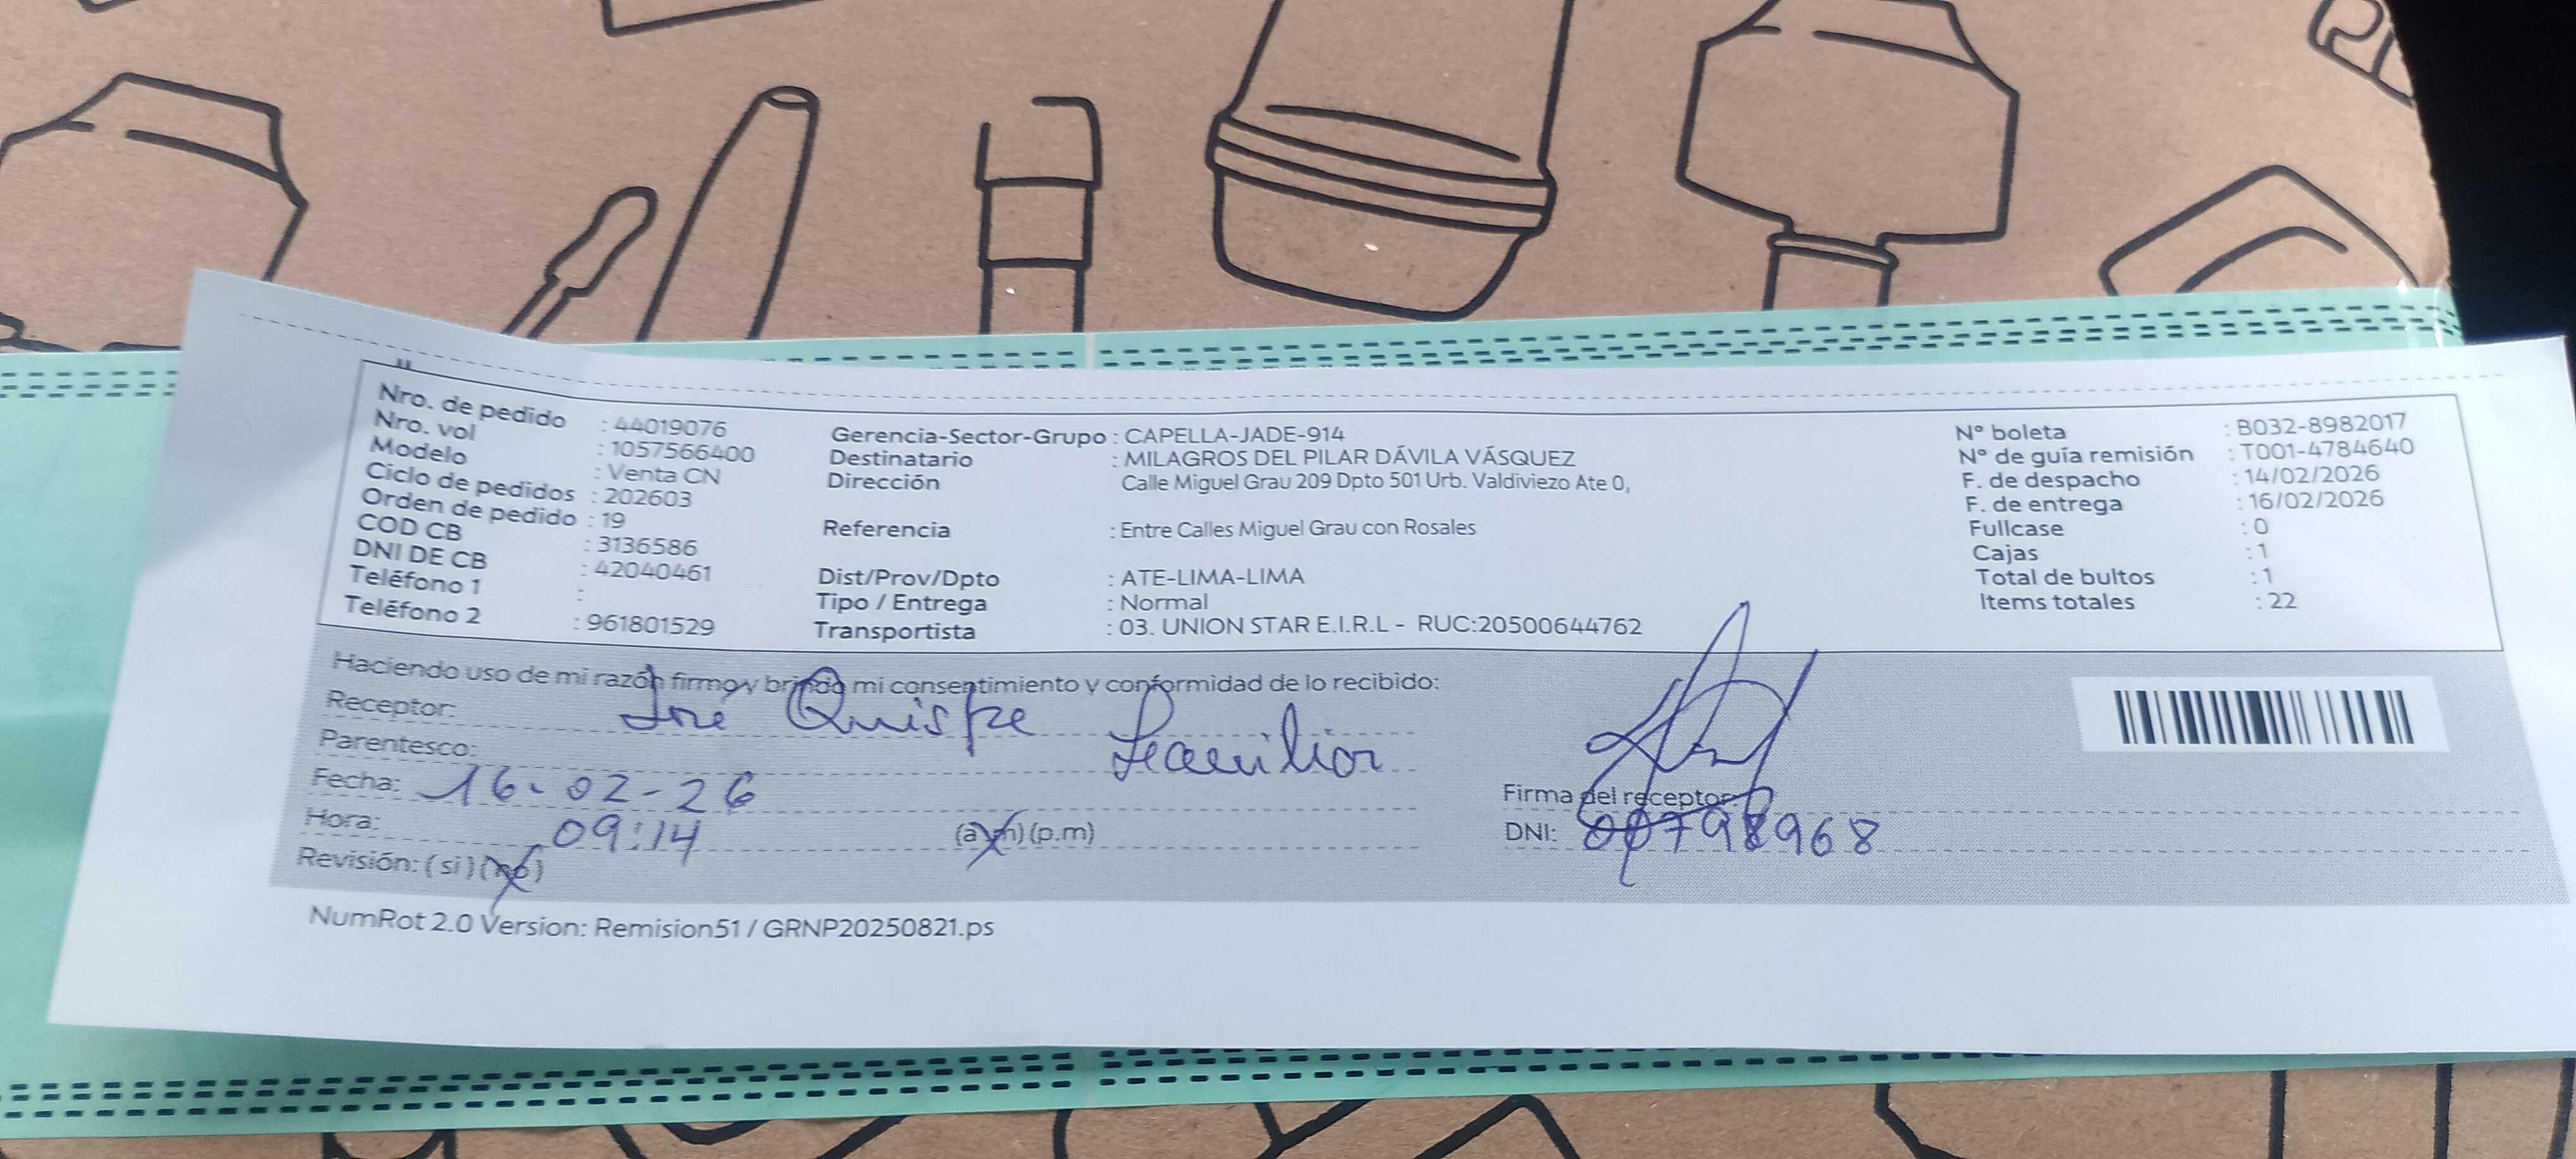 Nro. de pedido : 44019076
Nro. vol : 1057566400
Modelo : Venta CN
Ciclo de pedidos : 202603
Orden de pedido : 19
COD CB : 3136586
DNI DE CB : 42040461
Teléfono 1 :
Teléfono 2 : 961801529
Gerencia-Sector-Grupo : CAPELLA-JADE-914
Destinatario : MILAGROS DEL PILAR DÁVILA VÁSQUEZ
Dirección Calle Miguel Grau 209 Dpto 501 Urb. Valdiviezo Ate 0,
Referencia : Entre Calles Miguel Grau con Rosales
Dist/Prov/Dpto : ATE-LIMA-LIMA
Tipo / Entrega : Normal
Transportista : 03. UNION STAR E.I.R.L - RUC:20500644762
N° boleta : B032-8982017
N° de guía remisión : T001-4784640
F. de despacho : 14/02/2026
F. de entrega : 16/02/2026
Fullcase : 0
Cajas : 1
Total de bultos : 1
Items totales : 22
Haciendo uso de mi razón firmo y brindo mi consentimiento y conformidad de lo recibido:
Receptor: José Quispe
Parentesco: Familiar
Fecha: 16-02-26
Hora: 09:14 (a.m) (p.m)
Revisión: (si) (no)
Firma del receptor:
DNI:
NumRot 2.0 Version: Remision51 / GRNP20250821.ps